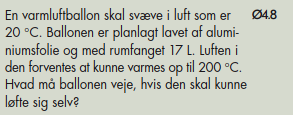 En varmluftballon skal svæve i luft som er Ø4.8
20 °C. Ballonen er planlagt lavet af alumi-
niumsfolie og med rumfanget 17 L. Luften i
den forventes at kunne varmes op til 200 °C.
Hvad må ballonen veje, hvis den skal kunne
løfte sig selv?